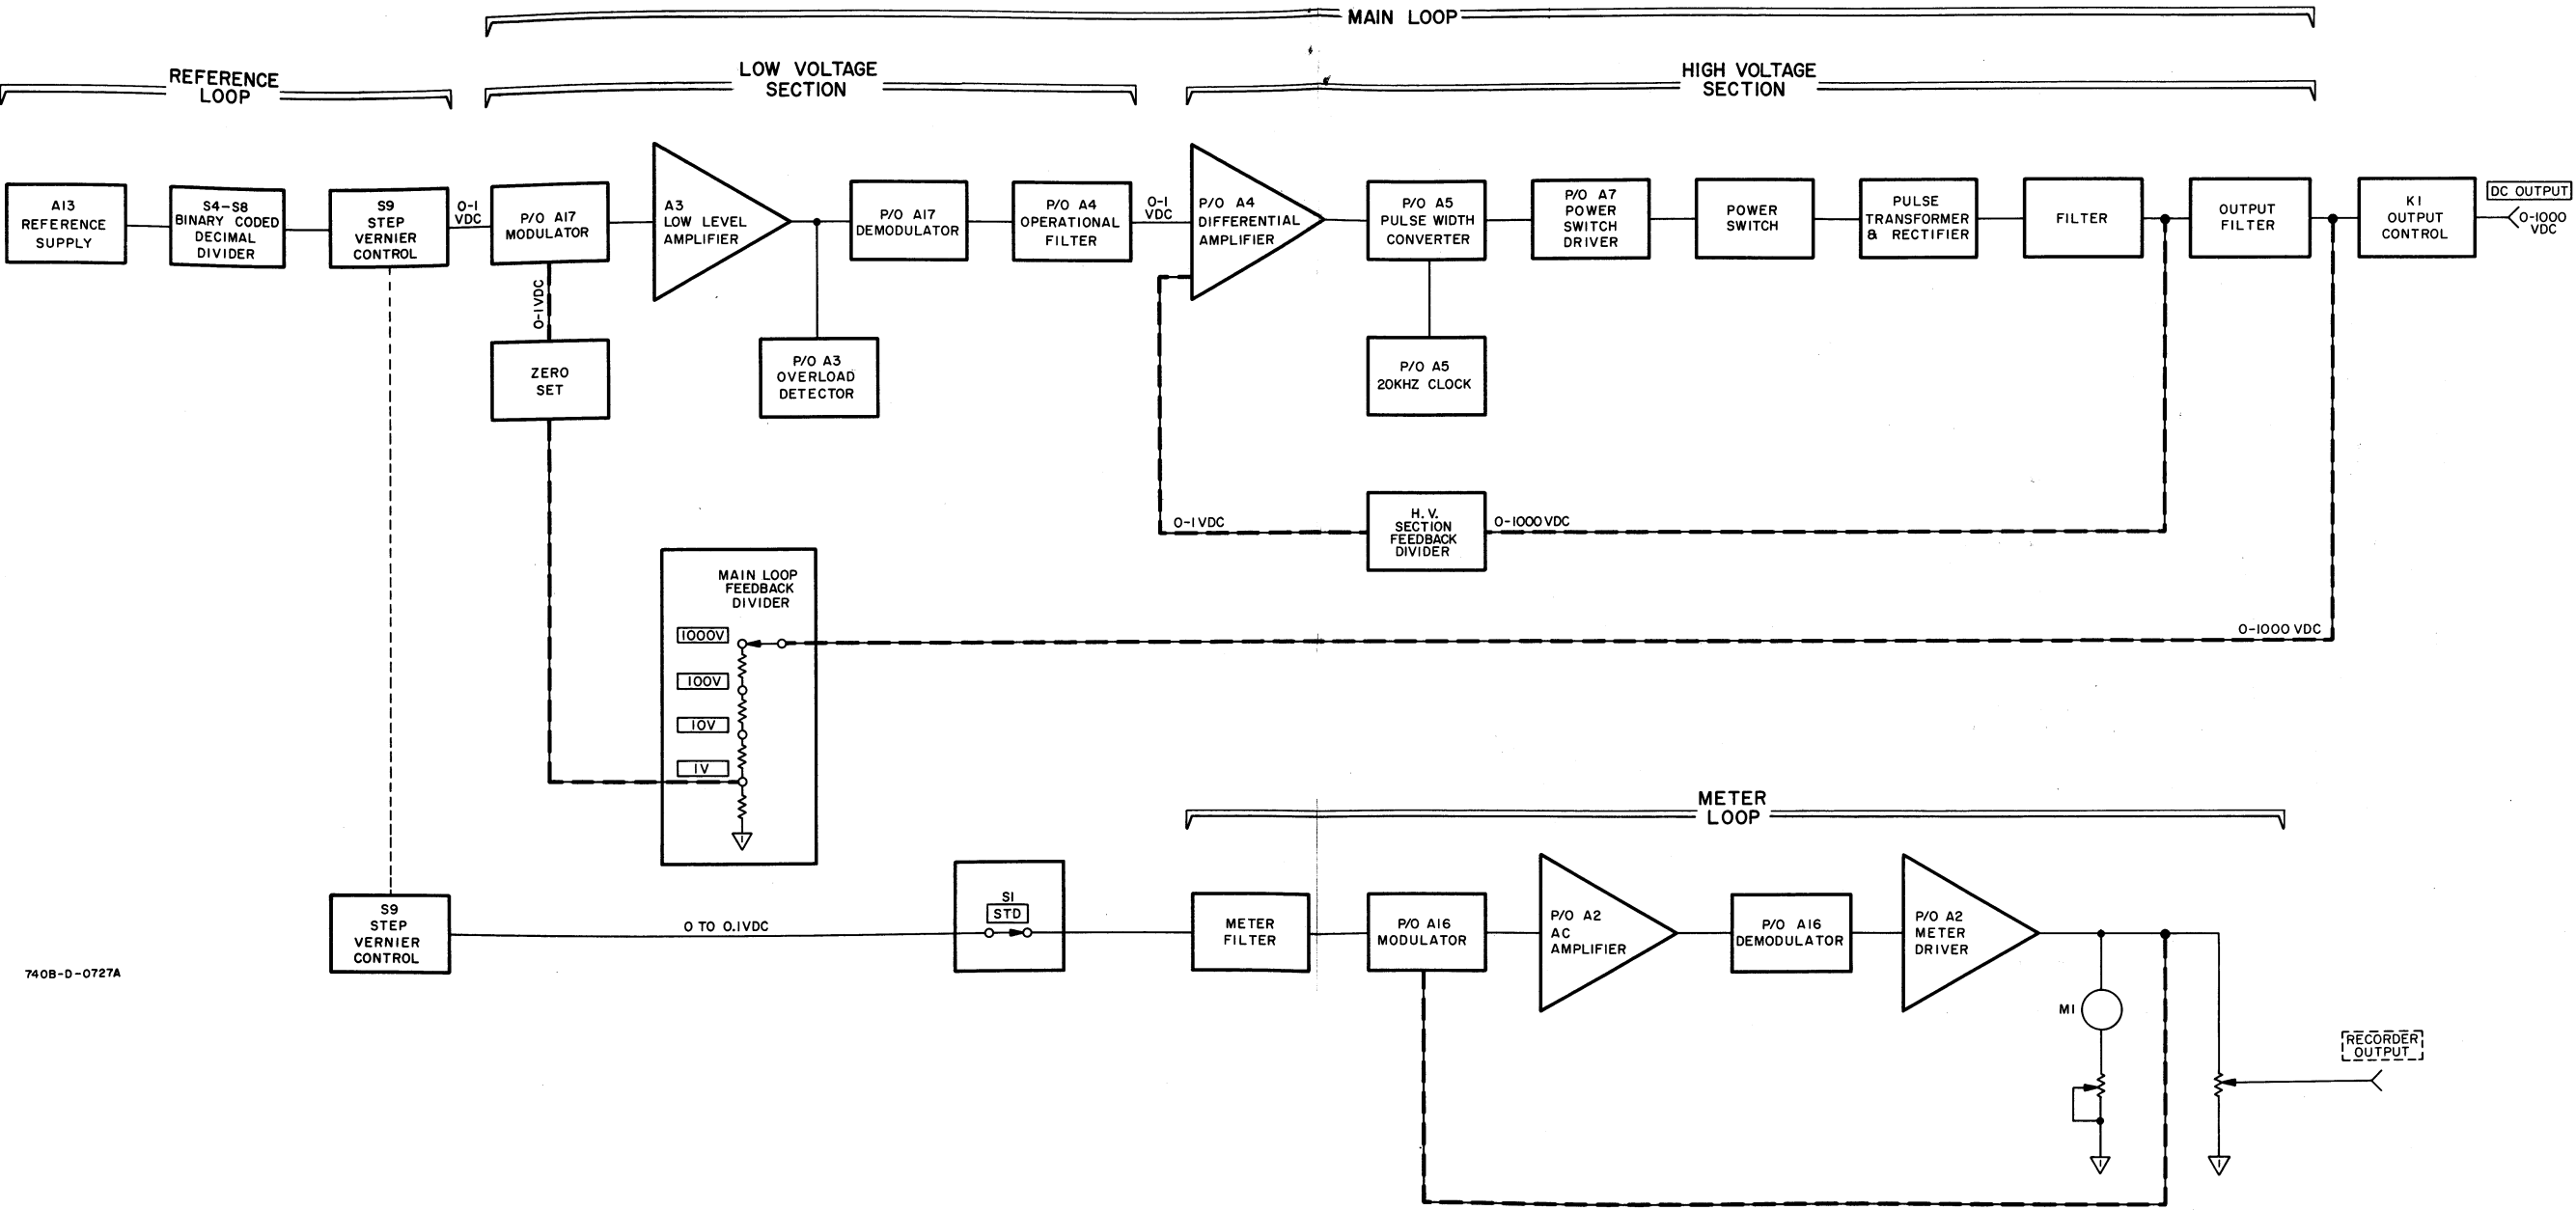 MAIN LOOP
REFERENCE
LOOP
LOW VOLTAGE
SECTION
HIGH VOLTAGE
SECTION
A13
REFERENCE
SUPPLY
S4-S8
BINARY CODED
DECIMAL
DIVIDER
S9
STEP
VERNIER
CONTROL
0-1
VDC
P/O A17
MODULATOR
A3
LOW LEVEL
AMPLIFIER
P/O A17
DEMODULATOR
P/O A4
OPERATIONAL
FILTER
0-1
VDC
P/O A4
DIFFERENTIAL
AMPLIFIER
P/O A5
PULSE WIDTH
CONVERTER
P/O A7
POWER
SWITCH
DRIVER
POWER
SWITCH
PULSE
TRANSFORMER
& RECTIFIER
FILTER
OUTPUT
FILTER
K1
OUTPUT
CONTROL
DC OUTPUT
0-1000
VDC
0-1VDC
ZERO
SET
P/O A3
OVERLOAD
DETECTOR
P/O A5
20KHZ CLOCK
0-1VDC
H.V.
SECTION
FEEDBACK
DIVIDER
0-1000VDC
MAIN LOOP
FEEDBACK
DIVIDER
1000V
100V
10V
1V
0-1000 VDC
METER
LOOP
S9
STEP
VERNIER
CONTROL
0 TO 0.1VDC
S1
STD
METER
FILTER
P/O A16
MODULATOR
P/O A2
AC
AMPLIFIER
P/O A16
DEMODULATOR
P/O A2
METER
DRIVER
M1
RECORDER
OUTPUT
740B-D-0727A